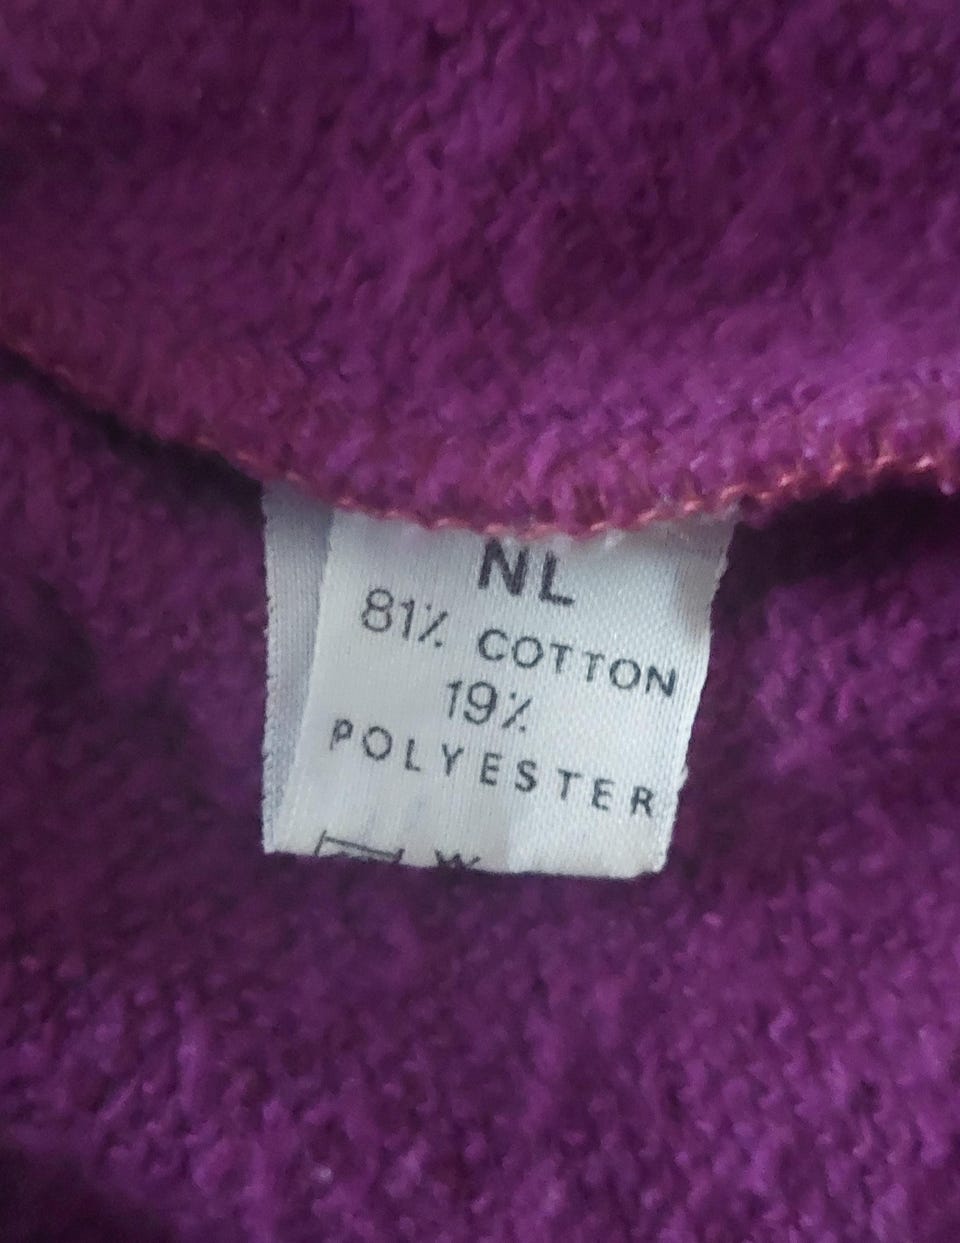 NL
81% COTTON
19%
POLYESTER